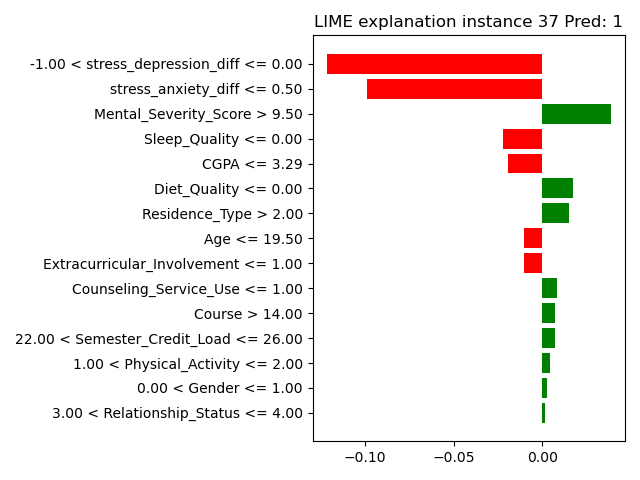 LIME explanation instance 37 Pred: 1
-1.00 < stress_depression_diff <= 0.00
stress_anxiety_diff <= 0.50
Mental_Severity_Score > 9.50
Sleep_Quality <= 0.00
CGPA <= 3.29
Diet_Quality <= 0.00
Residence_Type > 2.00
Age <= 19.50
Extracurricular_Involvement <= 1.00
Counseling_Service_Use <= 1.00
Course > 14.00
22.00 < Semester_Credit_Load <= 26.00
1.00 < Physical_Activity <= 2.00
0.00 < Gender <= 1.00
3.00 < Relationship_Status <= 4.00
−0.10 −0.05 0.00